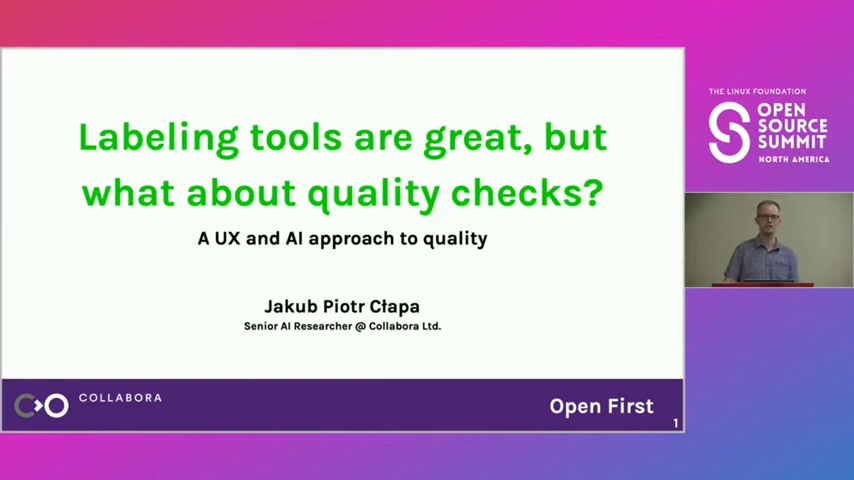 Labeling tools are great, but
what about quality checks?
A UX and AI approach to quality
Jakub Piotr Cłapa
Senior AI Researcher @ Collabora Ltd.
COLLABORA
Open First
1
THE LINUX FOUNDATION
OPEN
SOURCE
SUMMIT
NORTH AMERICA